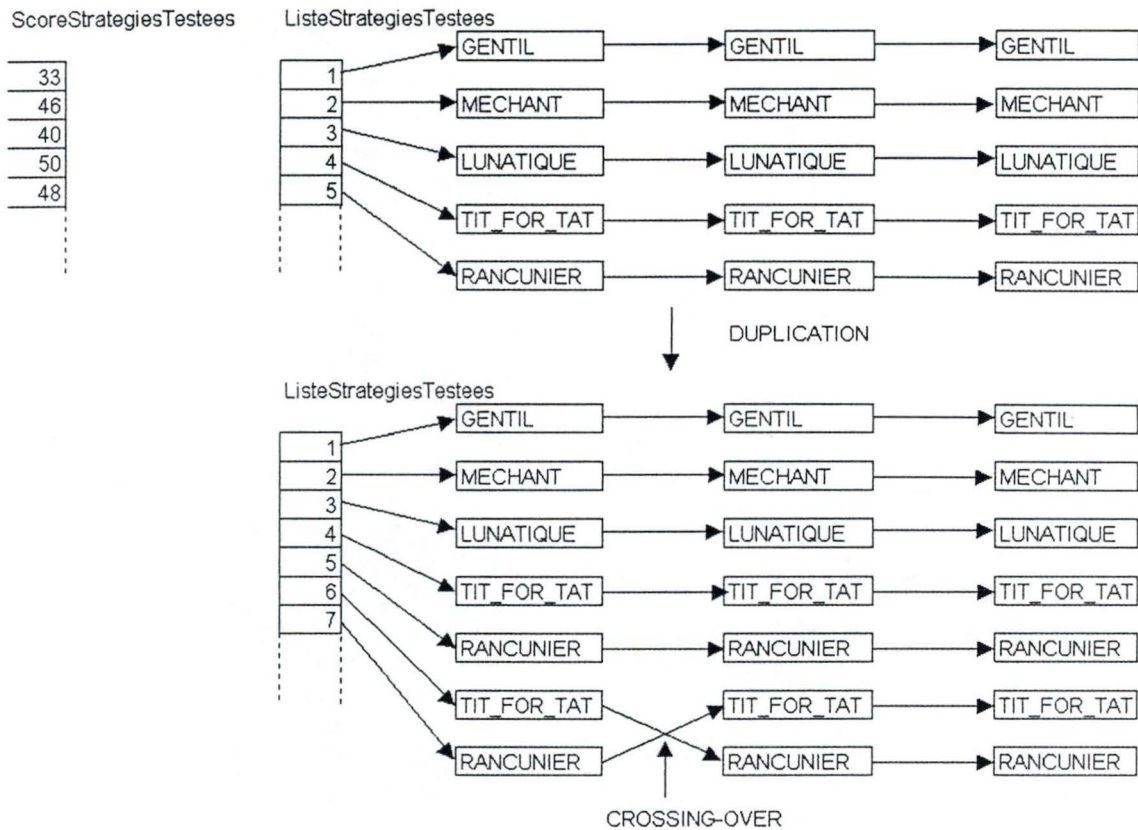 ScoreStrategiesTestees ListeStrategiesTestees
33
46
40
50
48
1 GENTIL GENTIL GENTIL
2 MECHANT MECHANT MECHANT
3 LUNATIQUE LUNATIQUE LUNATIQUE
4 TIT_FOR_TAT TIT_FOR_TAT TIT_FOR_TAT
5 RANCUNIER RANCUNIER RANCUNIER
DUPLICATION
ListeStrategiesTestees
1 GENTIL GENTIL GENTIL
2 MECHANT MECHANT MECHANT
3 LUNATIQUE LUNATIQUE LUNATIQUE
4 TIT_FOR_TAT TIT_FOR_TAT TIT_FOR_TAT
5 RANCUNIER RANCUNIER RANCUNIER
6 TIT_FOR_TAT TIT_FOR_TAT TIT_FOR_TAT
7 RANCUNIER RANCUNIER RANCUNIER
CROSSING-OVER